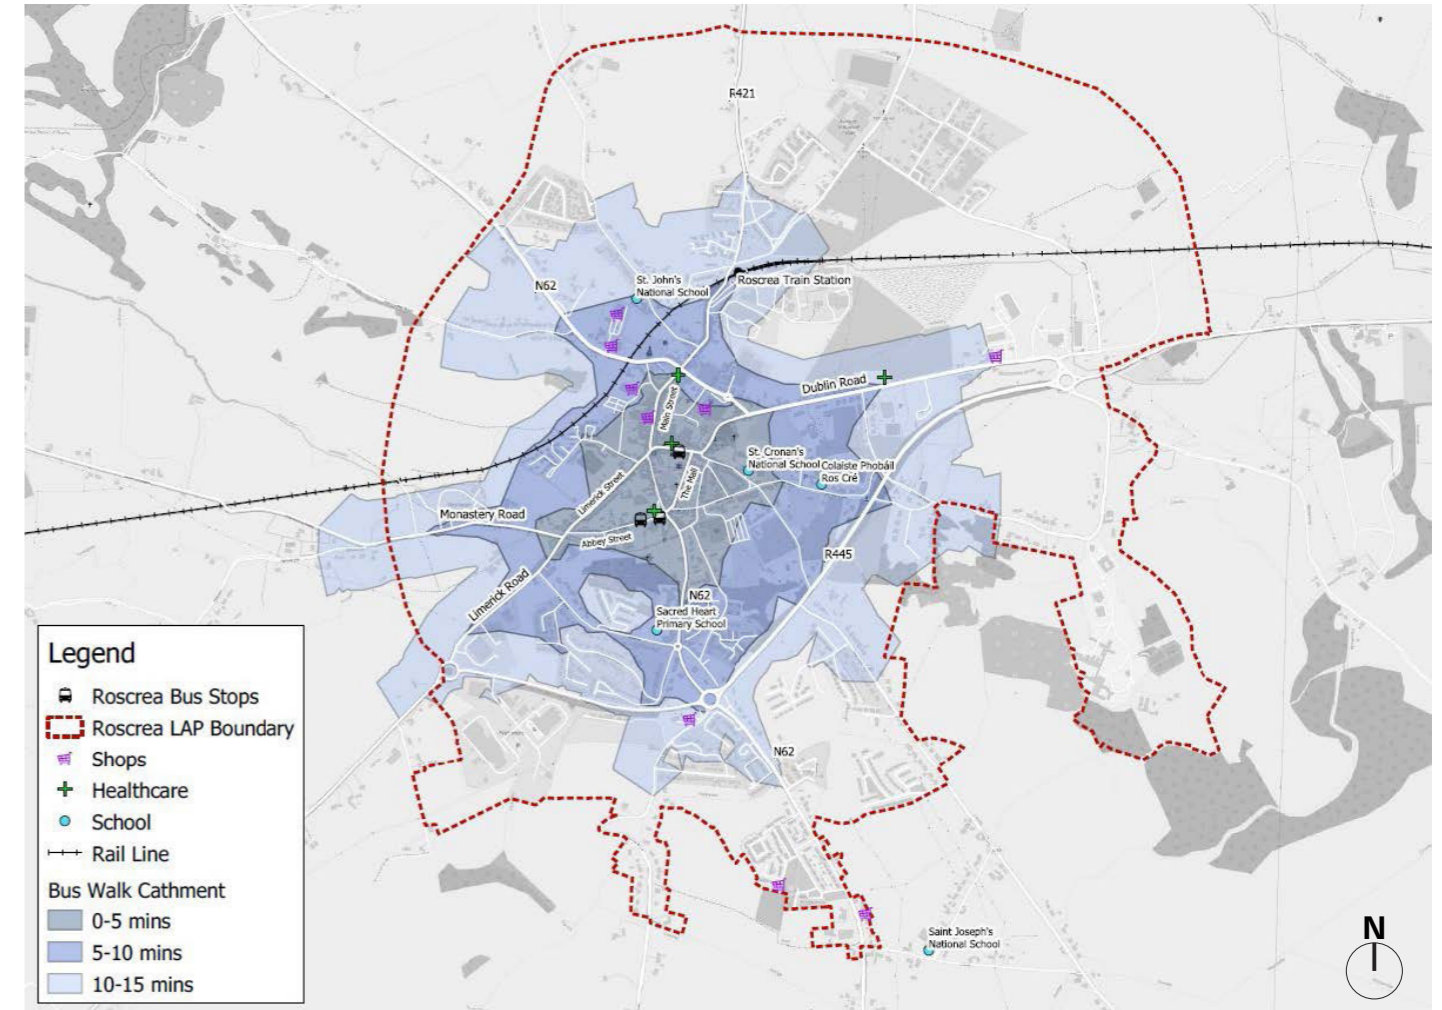 R421
N62
St. John's
National School
Roscrea Train Station
Dublin Road
Main Street
St. Cronan's
National School
Colaiste Phobáil
Ros Cré
Limerick Street
The Mall
Monastery Road
Abbey Street
R445
Limerick Road
N62
Sacred Heart
Primary School
N62
Saint Joseph's
National School
Legend
Roscrea Bus Stops
Roscrea LAP Boundary
Shops
Healthcare
School
Rail Line
Bus Walk Cathment
0-5 mins
5-10 mins
10-15 mins
N